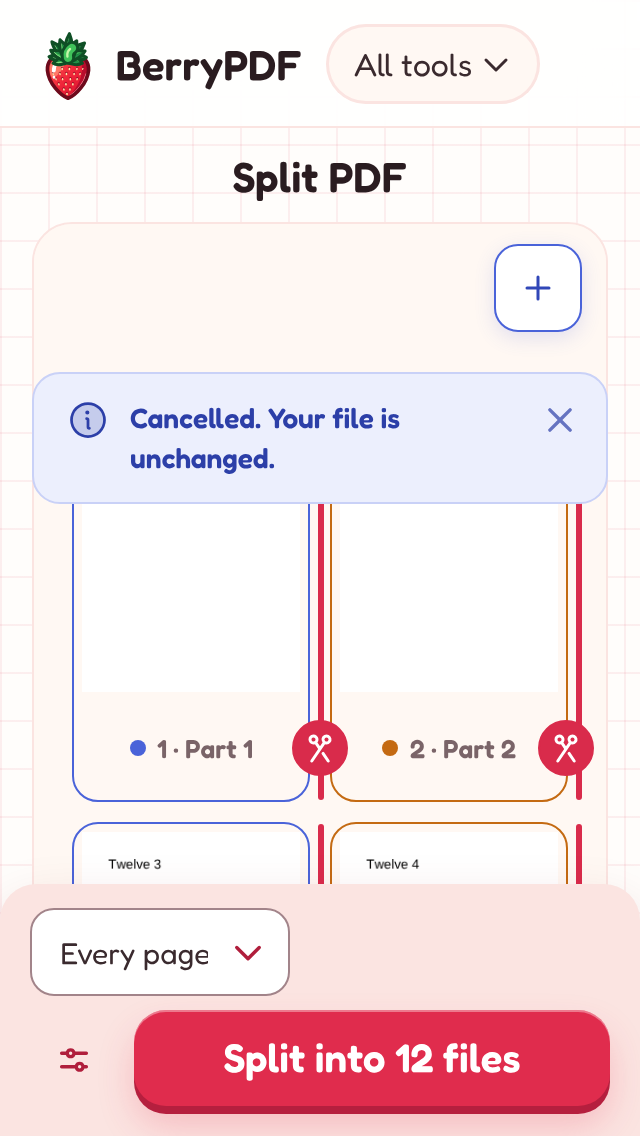 BerryPDF
All tools
Split PDF
Cancelled. Your file is
unchanged.
1 · Part 1
2 · Part 2
Twelve 3
Twelve 4
Every page
Split into 12 files